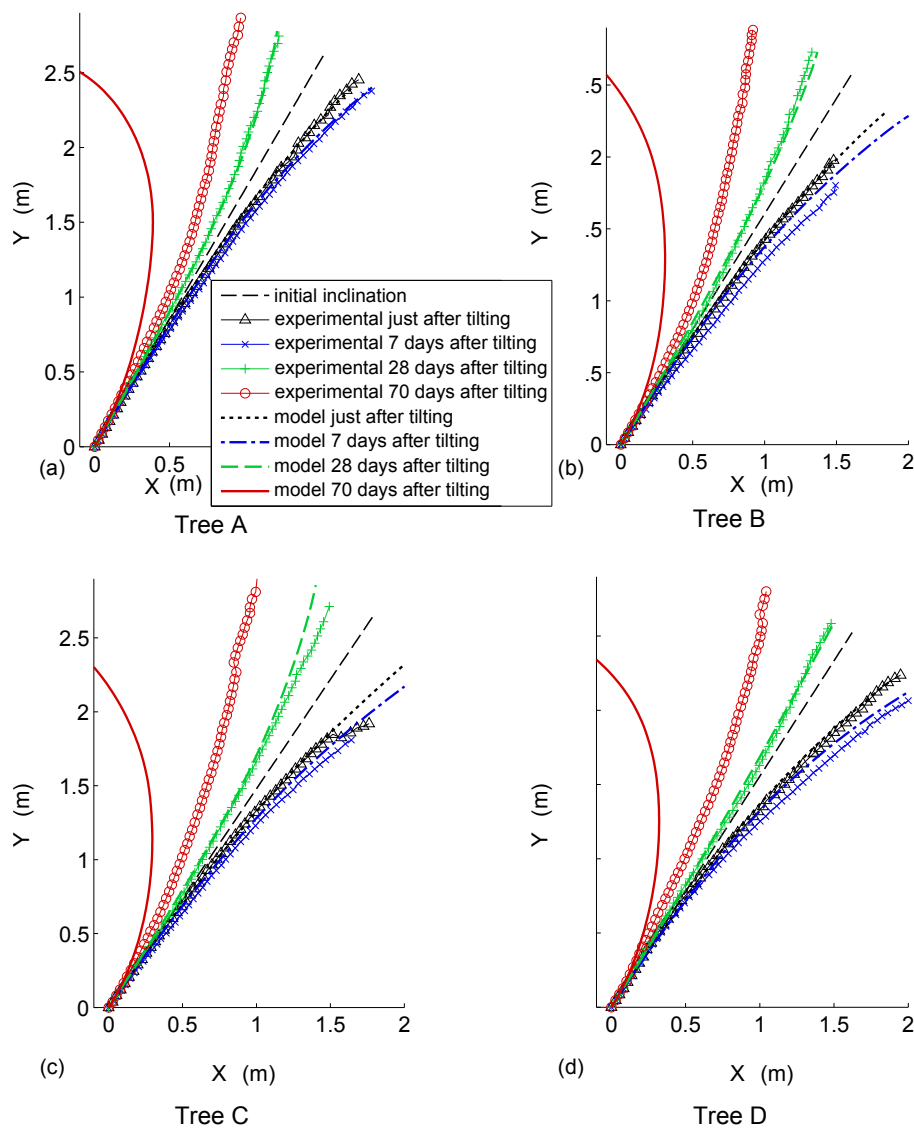 2.5
2
Y (m)
1.5
1
0.5
0
(a)
0
0.5
X (m)
Tree A
initial inclination
experimental just after tilting
experimental 7 days after tilting
experimental 28 days after tilting
experimental 70 days after tilting
model just after tilting
model 7 days after tilting
model 28 days after tilting
model 70 days after tilting
.5
2
Y (m)
.5
1
.5
0
(b)
0 0.5 1 1.5 2
X (m)
Tree B
2.5
2
Y (m)
1.5
1
0.5
0
0 0.5 1 1.5 2
(c)
X (m)
Tree C
Y (m)
0 0.5 1 1.5 2
(d)
X (m)
Tree D